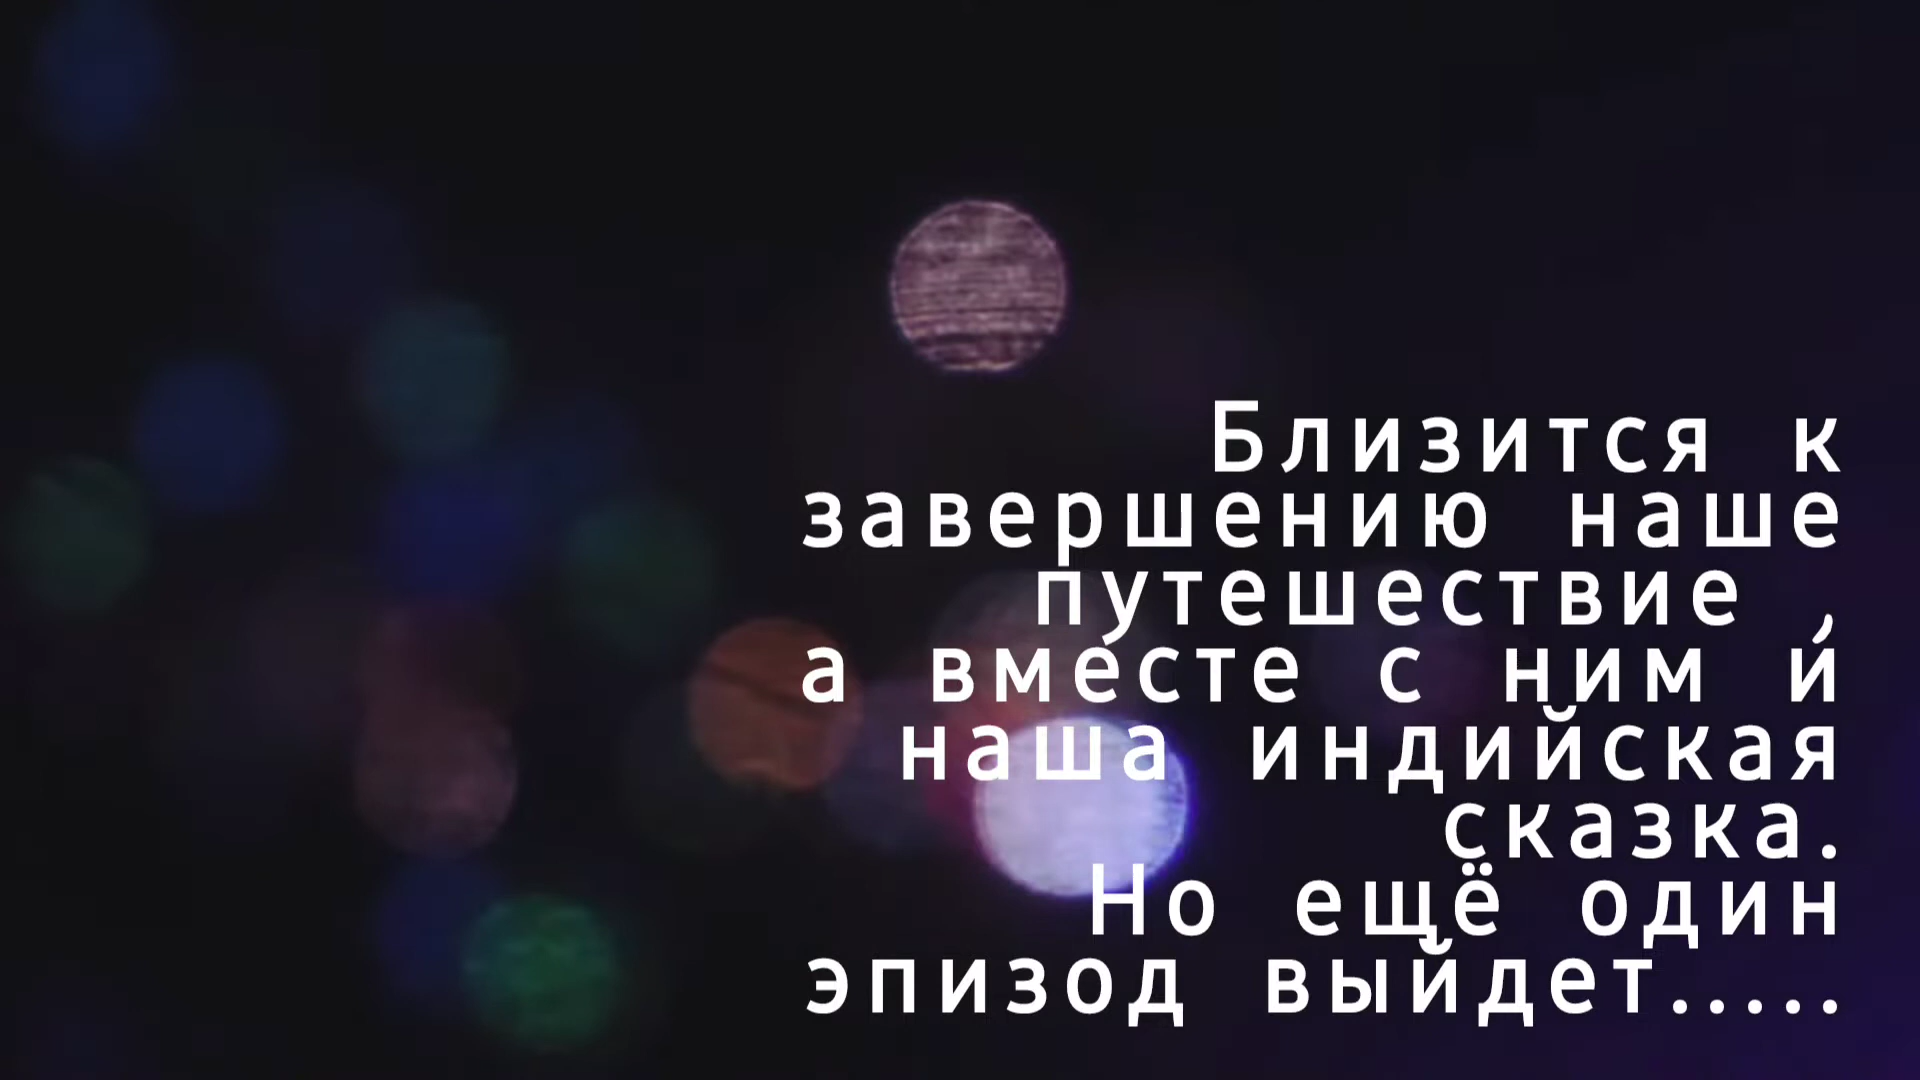 Близится к
завершению наше
путешествие ,
а вместе с ним и
наша индийская
сказка.
Но ещё один
эпизод выйдет.....